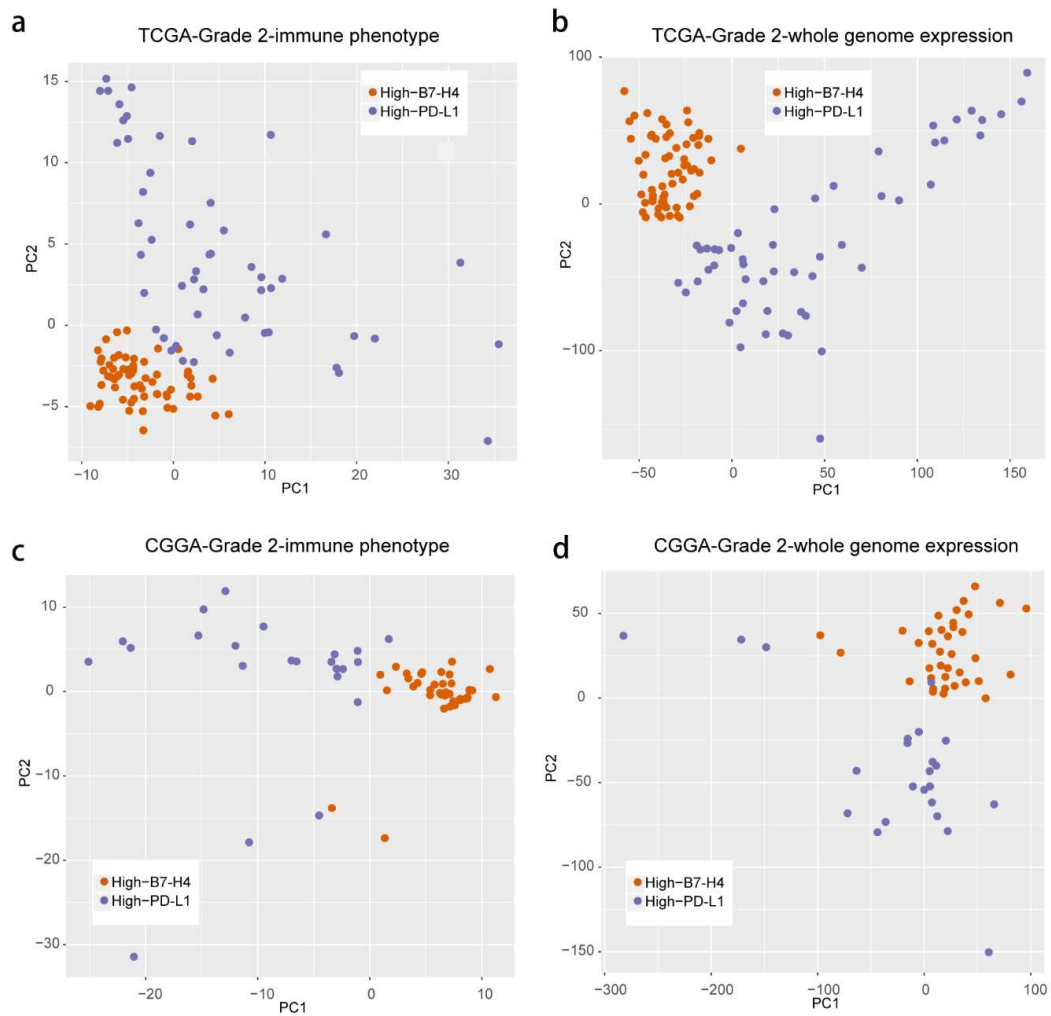 a
TCGA-Grade 2-immune phenotype
15
10
5
0
−5
PC2
High−B7-H4
High−PD-L1
−10
0
10
20
30
PC1
b
TCGA-Grade 2-whole genome expression
100
50
0
−100
PC2
High−B7-H4
High−PD-L1
−50
0
50
100
150
PC1
c
CGGA-Grade 2-immune phenotype
10
0
−10
−20
−30
PC2
High−B7-H4
High−PD-L1
−20
−10
0
10
PC1
d
CGGA-Grade 2-whole genome expression
50
0
−50
−100
−150
PC2
High−B7-H4
High−PD-L1
−300
−200
−100
0
100
PC1